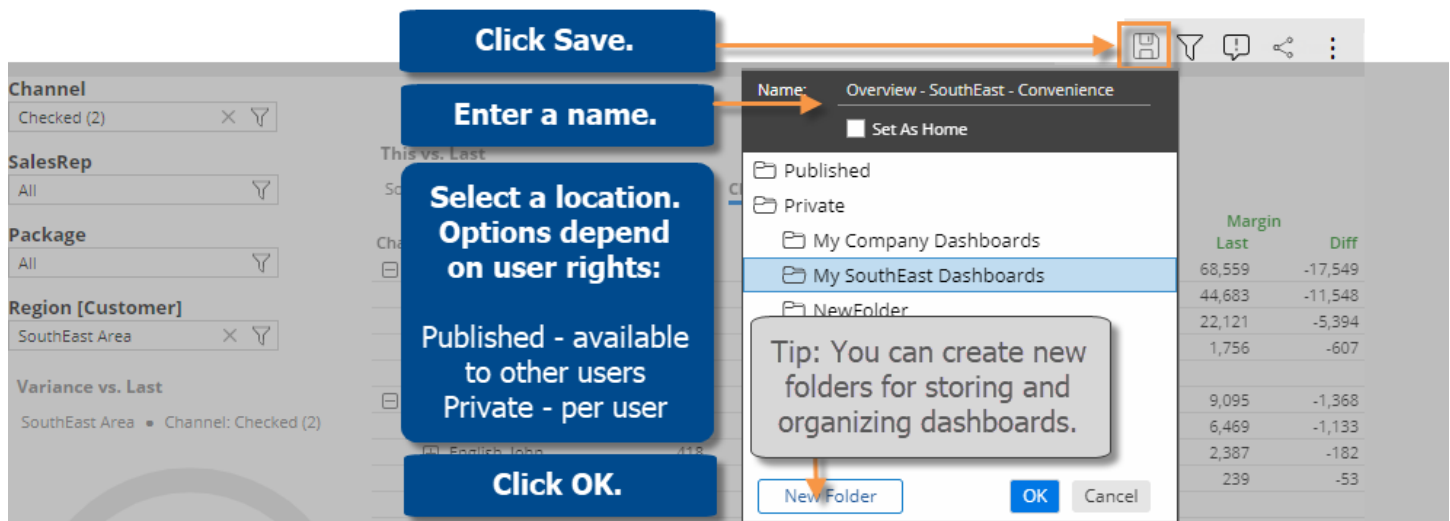 Click Save.
Enter a name.
Select a location.
Options depend
on user rights:
Published - available
to other users
Private - per user
Click OK.
Channel
Checked (2)
SalesRep
All
Package
All
Region [Customer]
SouthEast Area
Variance vs. Last
SouthEast Area • Channel: Checked (2)
This vs. Last
English John 418
Name: Overview - SouthEast - Convenience
Set As Home
Published
Private
My Company Dashboards
My SouthEast Dashboards
NewFolder
Tip: You can create new
folders for storing and
organizing dashboards.
New Folder OK Cancel
Margin
Last Diff
68,559 -17,549
44,683 -11,548
22,121 -5,394
1,756 -607
9,095 -1,368
6,469 -1,133
2,387 -182
239 -53